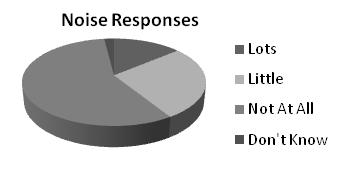 Noise Responses
Lots
Little
Not At All
Don't Know